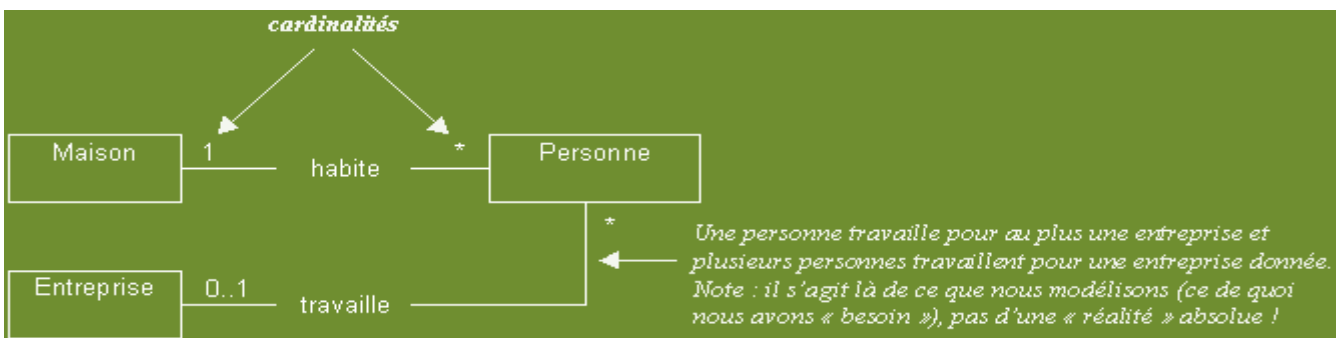 cardinalités
Maison
1
habite
*
Personne
*
Une personne travaille pour au plus une entreprise et
plusieurs personnes travaillent pour une entreprise donnée.
Note : il s'agit là de ce que nous modélisons (ce de quoi
nous avons « besoin »), pas d'une « réalité » absolue !
Entreprise
0..1
travaille